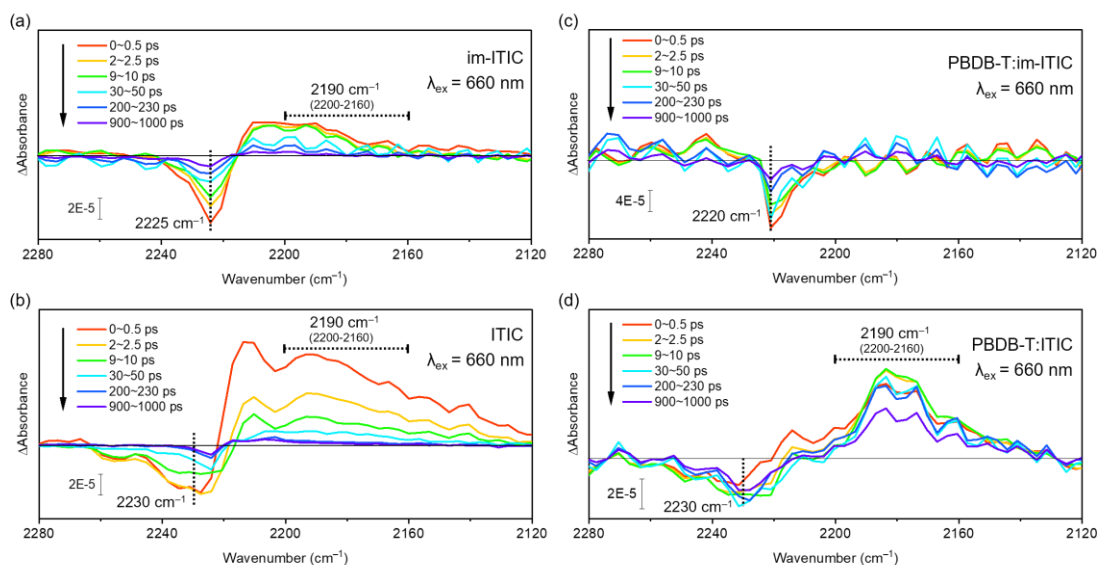 (a)
0~0.5 ps
2~2.5 ps
9~10 ps
30~50 ps
200~230 ps
900~1000 ps
im-ITIC
λex = 660 nm
2190 cm⁻¹
(2200-2160)
2E-5
2225 cm⁻¹
ΔAbsorbance
2280 2240 2200 2160 2120
Wavenumber (cm⁻¹)
(b)
0~0.5 ps
2~2.5 ps
9~10 ps
30~50 ps
200~230 ps
900~1000 ps
ITIC
λex = 660 nm
2190 cm⁻¹
(2200-2160)
2E-5
2230 cm⁻¹
ΔAbsorbance
2280 2240 2200 2160 2120
Wavenumber (cm⁻¹)
(c)
0~0.5 ps
2~2.5 ps
9~10 ps
30~50 ps
200~230 ps
900~1000 ps
PBDB-T:im-ITIC
λex = 660 nm
4E-5
2220 cm⁻¹
ΔAbsorbance
2280 2240 2200 2160 2120
Wavenumber (cm⁻¹)
(d)
0~0.5 ps
2~2.5 ps
9~10 ps
30~50 ps
200~230 ps
900~1000 ps
2190 cm⁻¹
(2200-2160)
PBDB-T:ITIC
λex = 660 nm
2E-5
2230 cm⁻¹
ΔAbsorbance
2280 2240 2200 2160 2120
Wavenumber (cm⁻¹)